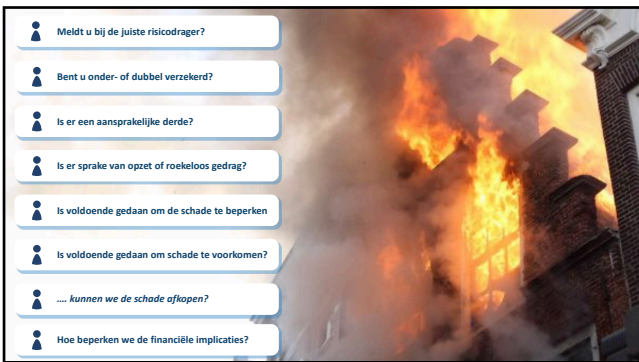 Meldt u bij de juiste risicodrager?
Bent u onder- of dubbel verzekerd?
Is er een aansprakelijke derde?
Is er sprake van opzet of roekeloos gedrag?
Is voldoende gedaan om de schade te beperken
Is voldoende gedaan om schade te voorkomen?
.... kunnen we de schade afkopen?
Hoe beperken we de financiële implicaties?